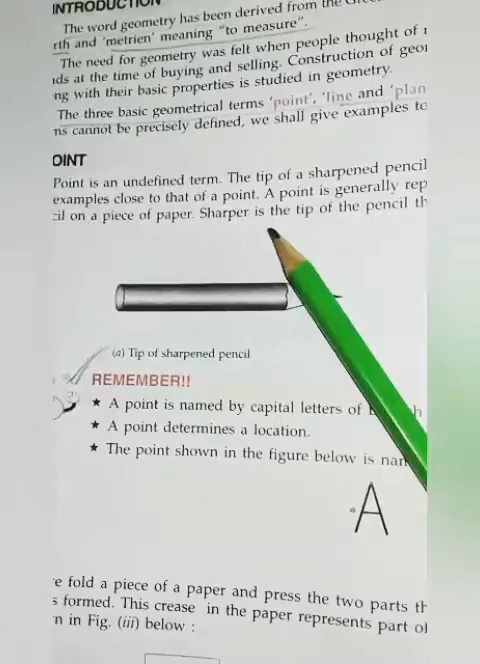 INTRODUCTION
The word geometry has been derived from the
rth and 'metrien' meaning "to measure".
The need for geometry was felt when people thought of
ds at the time of buying and selling. Construction of geo
ng with their basic properties is studied in geometry.
The three basic geometrical terms 'point', 'line and 'plan
ns cannot be precisely defined, we shall give examples to
OINT
Point is an undefined term. The tip of a sharpened pencil
examples close to that of a point. A point is generally rep
cil on a piece of paper. Sharper is the tip of the pencil th
(a) Tip of sharpened pencil
REMEMBER!!
★ A point is named by capital letters of
★ A point determines a location.
★ The point shown in the figure below is nam
A
e fold a piece of a paper and press the two parts th
s formed. This crease in the paper represents part of
n in Fig. (iii) below :